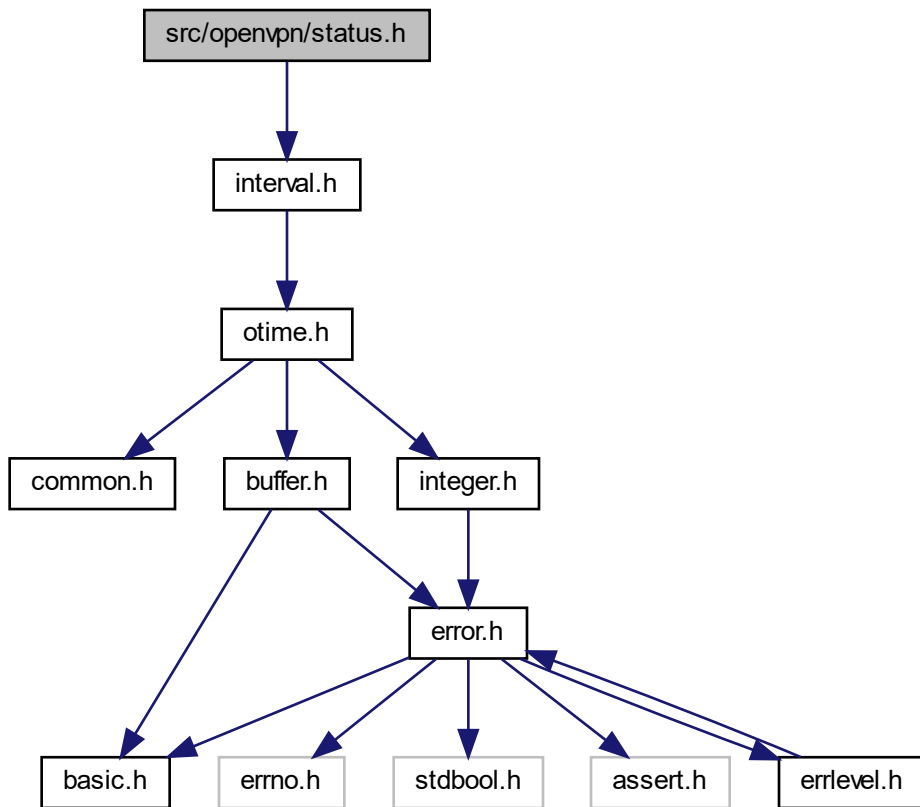 src/openvpn/status.h
interval.h
otime.h
common.h
buffer.h
integer.h
error.h
basic.h
errno.h
stdbool.h
assert.h
errlevel.h